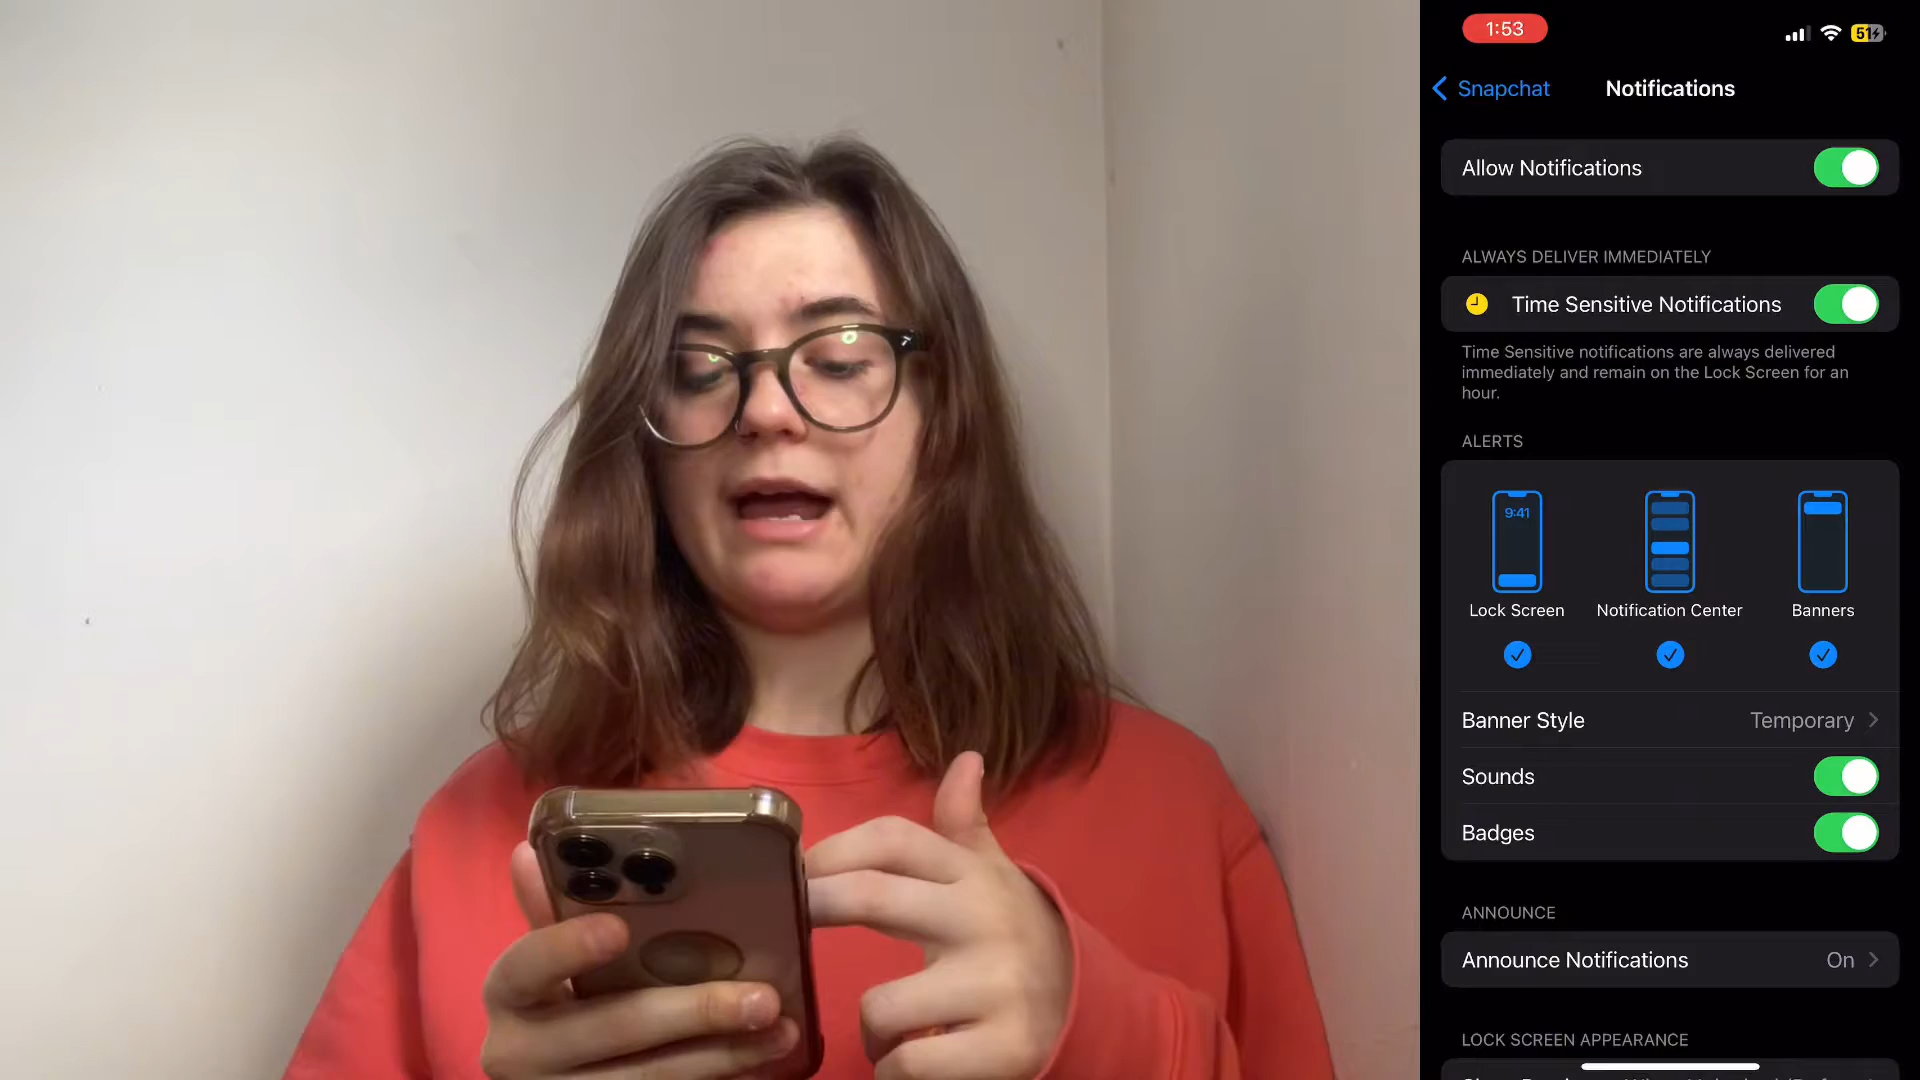 1:53
51
Snapchat
Notifications
Allow Notifications
ALWAYS DELIVER IMMEDIATELY
Time Sensitive Notifications
Time Sensitive notifications are always delivered
immediately and remain on the Lock Screen for an
hour.
ALERTS
9:41
Lock Screen
Notification Center
Banners
Banner Style
Temporary
Sounds
Badges
ANNOUNCE
Announce Notifications
On
LOCK SCREEN APPEARANCE